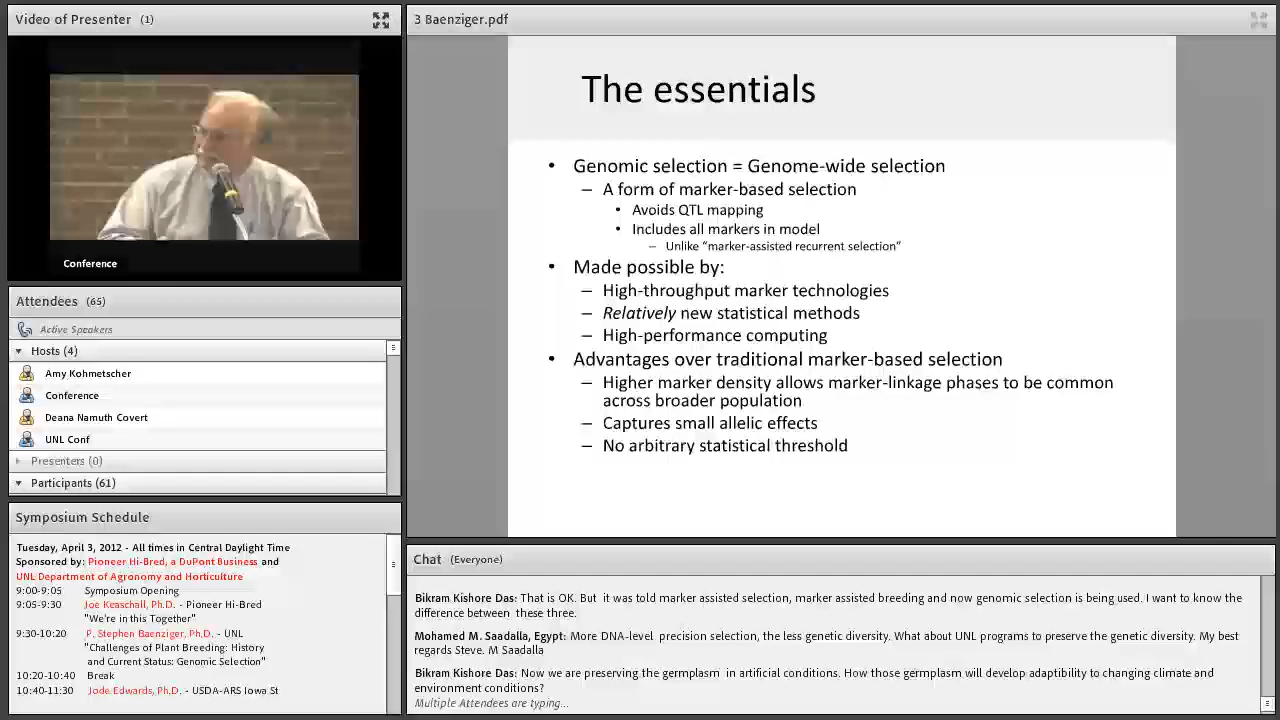 Video of Presenter (1)
Conference
Attendees (65)
Active Speakers
Hosts (4)
Amy Kohmetscher
Conference
Deana Namuth Covert
UNL Conf
Presenters (0)
Participants (61)
Symposium Schedule
Tuesday, April 3, 2012 - All times in Central Daylight Time
Sponsored by: Pioneer Hi-Bred, a DuPont Business and
UNL Department of Agronomy and Horticulture
9:00-9:05 Symposium Opening
9:05-9:30 Joe Keaschall, Ph.D. - Pioneer Hi-Bred
"We're in this Together"
9:30-10:20 P. Stephen Baenziger, Ph.D. - UNL
"Challenges of Plant Breeding: History
and Current Status: Genomic Selection"
10:20-10:40 Break
10:40-11:30 Jode Edwards, Ph.D. - USDA-ARS Iowa St
3 Baenziger.pdf
The essentials
• Genomic selection = Genome-wide selection
– A form of marker-based selection
• Avoids QTL mapping
• Includes all markers in model
– Unlike “marker-assisted recurrent selection”
• Made possible by:
– High-throughput marker technologies
– Relatively new statistical methods
– High-performance computing
• Advantages over traditional marker-based selection
– Higher marker density allows marker-linkage phases to be common
across broader population
– Captures small allelic effects
– No arbitrary statistical threshold
Chat (Everyone)
Bikram Kishore Das: That is OK. But it was told marker assisted selection, marker assisted breeding and now genomic selection is being used. I want to know the
difference between these three.
Mohamed M. Saadalla, Egypt: More DNA-level precision selection, the less genetic diversity. What about UNL programs to preserve the genetic diversity. My best
regards Steve. M Saadalla
Bikram Kishore Das: Now we are preserving the germplasm in artificial conditions. How those germplasm will develop adaptibility to changing climate and
environment conditions?
Multiple Attendees are typing...